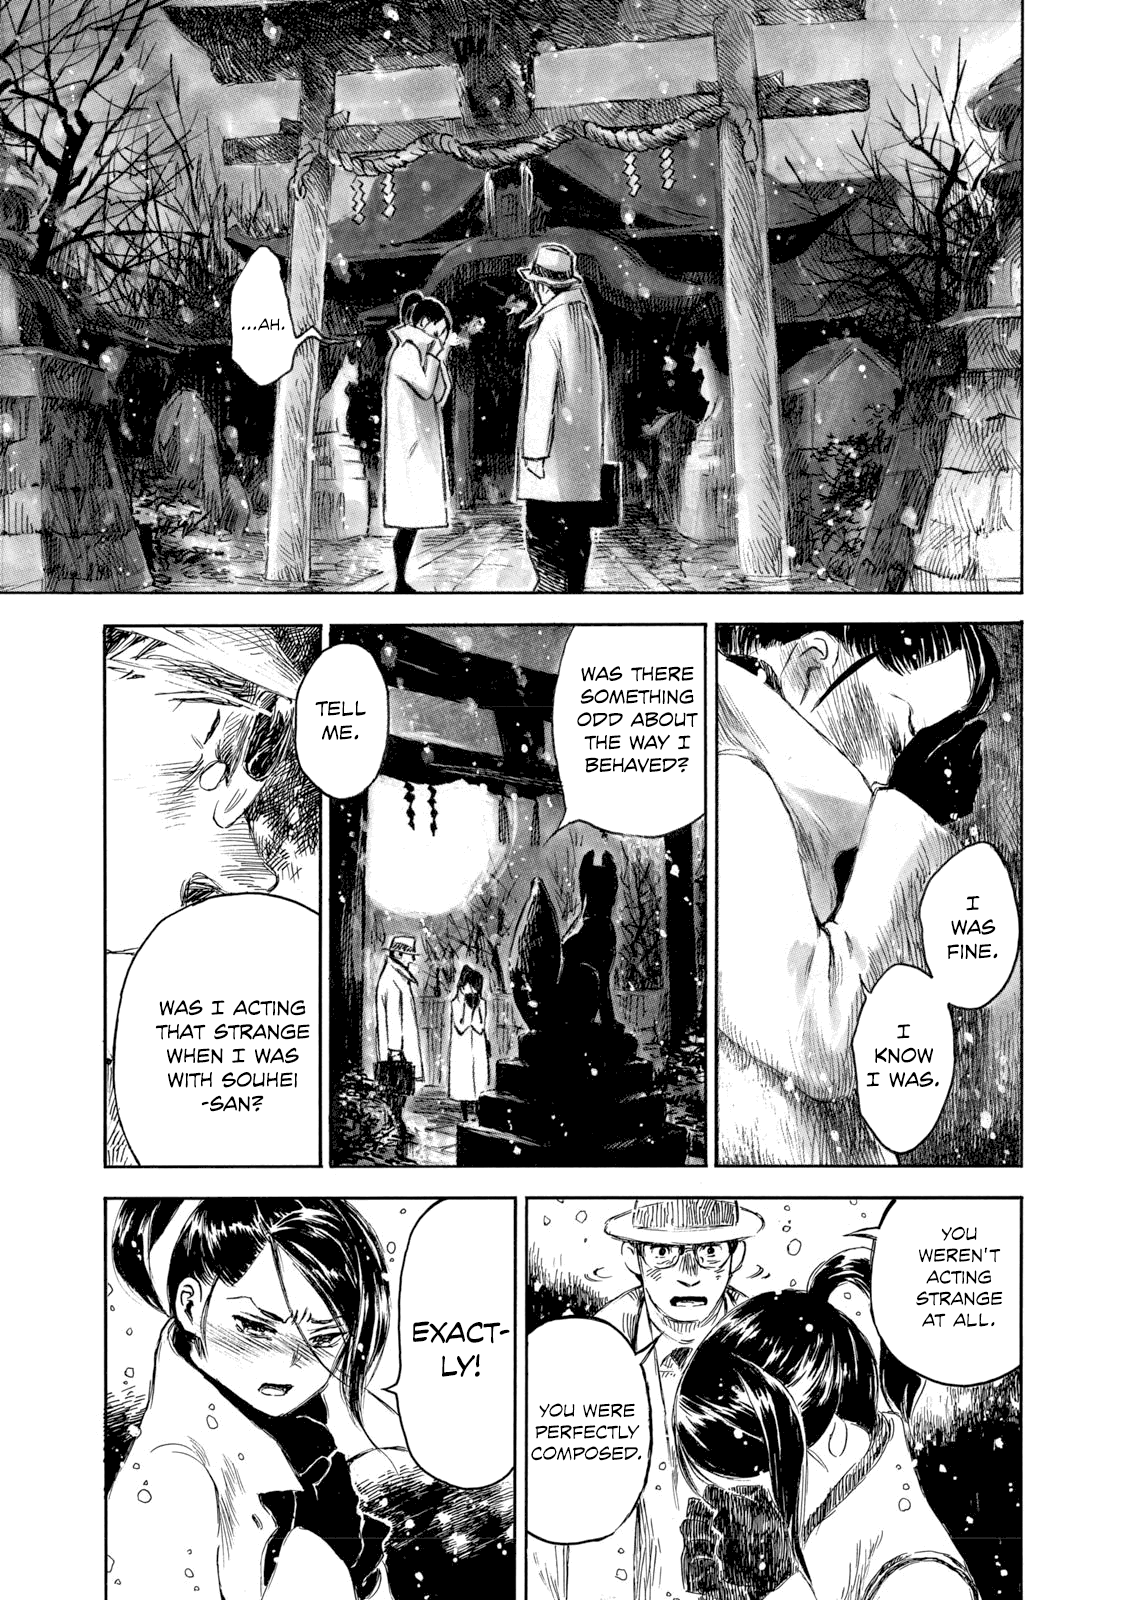 ...AH.
I
WAS
FINE.
I
KNOW
I WAS.
WAS THERE
SOMETHING
ODD ABOUT
THE WAY I
BEHAVED?
TELL
ME.
WAS I ACTING
THAT STRANGE
WHEN I WAS
WITH SOUHEI
-SAN?
YOU
WEREN'T
ACTING
STRANGE
AT ALL.
YOU WERE
PERFECTLY
COMPOSED.
EXACT-
LY!